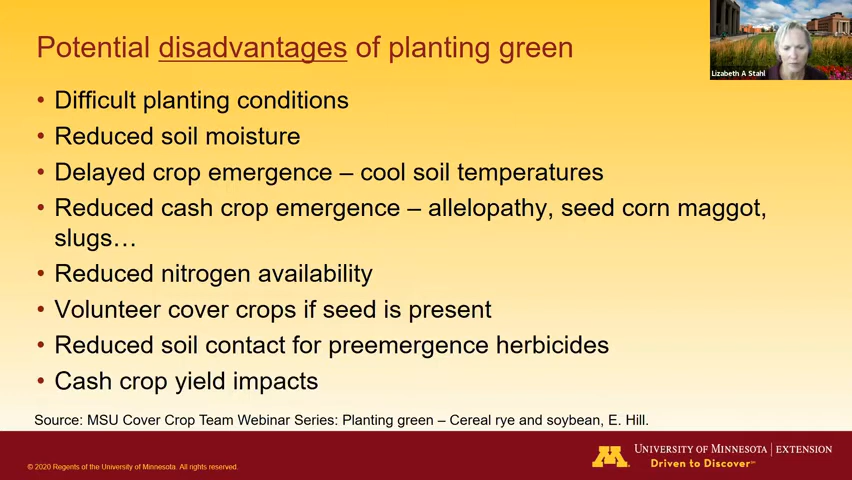 Potential disadvantages of planting green
Lizabeth A Stahl
• Difficult planting conditions
• Reduced soil moisture
• Delayed crop emergence – cool soil temperatures
• Reduced cash crop emergence – allelopathy, seed corn maggot,
slugs…
• Reduced nitrogen availability
• Volunteer cover crops if seed is present
• Reduced soil contact for preemergence herbicides
• Cash crop yield impacts
Source: MSU Cover Crop Team Webinar Series: Planting green – Cereal rye and soybean, E. Hill.
© 2020 Regents of the University of Minnesota. All rights reserved.
M
UNIVERSITY OF MINNESOTA | EXTENSION
Driven to Discover℠